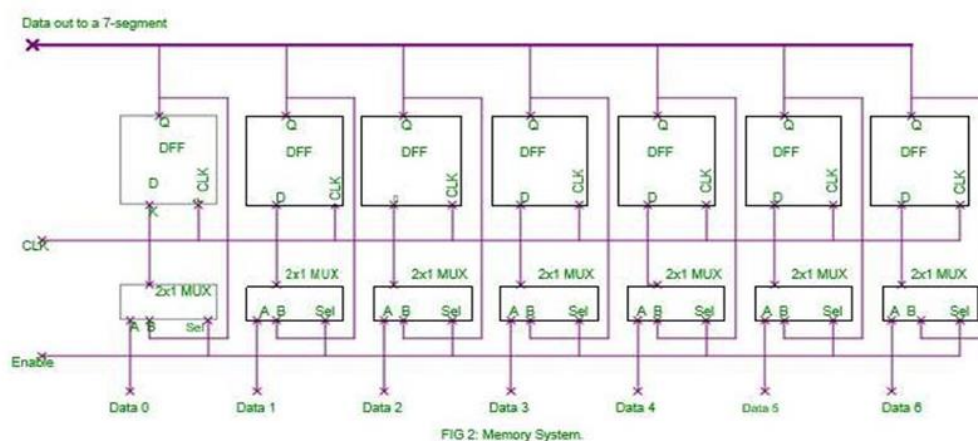 Data out to a 7-segment
Q Q Q Q Q Q Q
DFF DFF DFF DFF DFF DFF DFF
D CLK D CLK CLK D CLK D CLK D CLK D CLK
CLK
2x1 MUX 2x1 MUX 2x1 MUX 2x1 MUX 2x1 MUX 2x1 MUX 2x1 MUX
A B Sel A B Sel A B Sel A B Sel A B Sel A B Sel A B Sel
Enable
Data 0 Data 1 Data 2 Data 3 Data 4 Data 5 Data 6
FIG 2: Memory System.